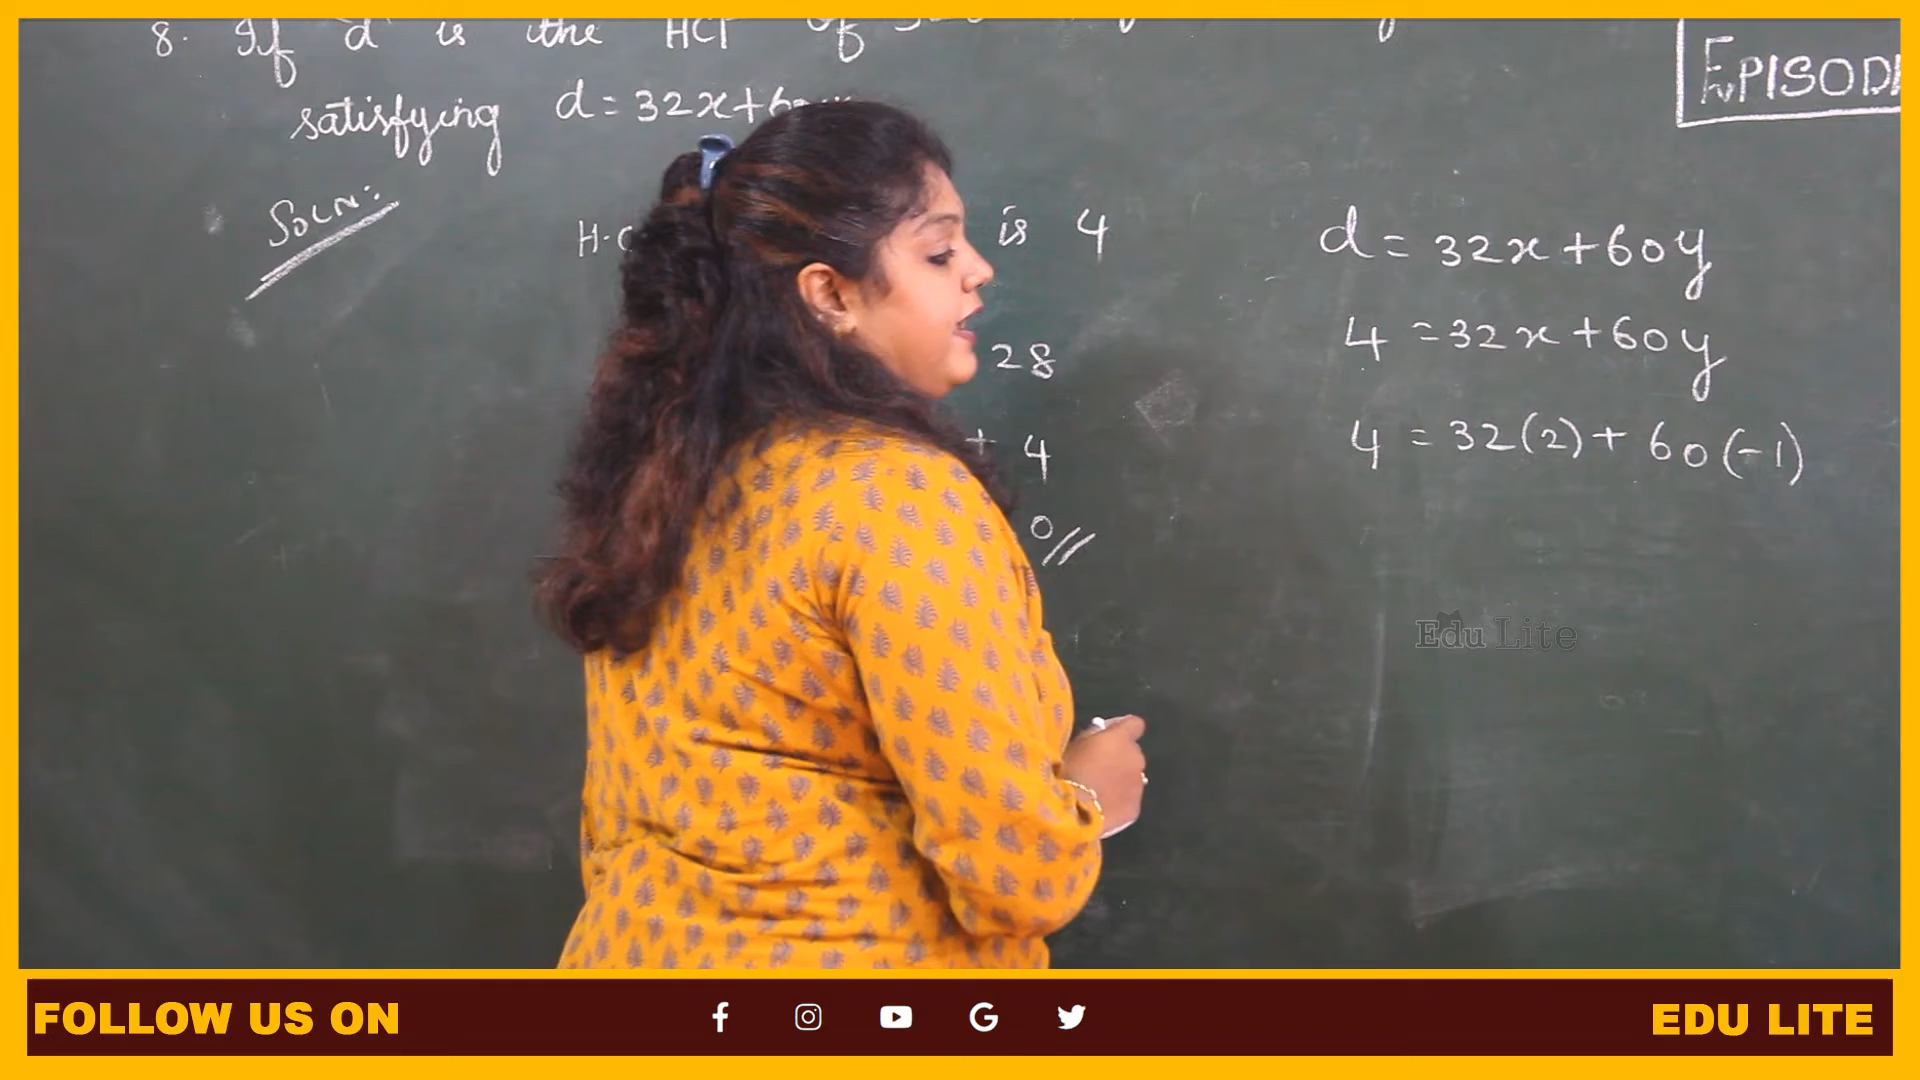 8. If d is the HCF of
satisfying d = 32x + 60
EPISOD
SOLN:
is 4
28
+ 4
0
d = 32x + 60y
4 = 32x + 60y
4 = 32(2) + 60(-1)
Edu Lite
FOLLOW US ON
EDU LITE